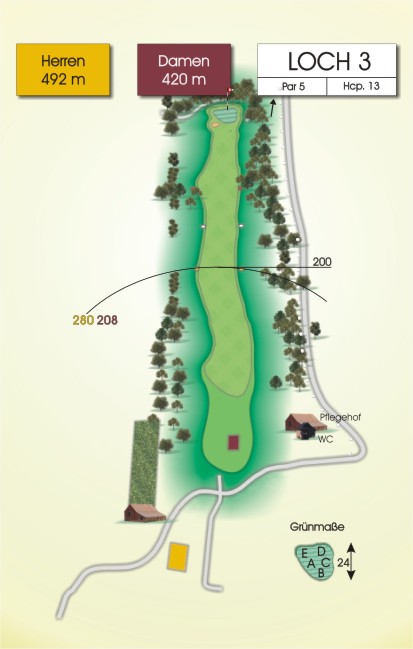 Herren
492 m
Damen
420 m
LOCH 3
Par 5
Hcp. 13
200
280 208
Pflegehof
WC
Grünmaße
E D
A C
B
24